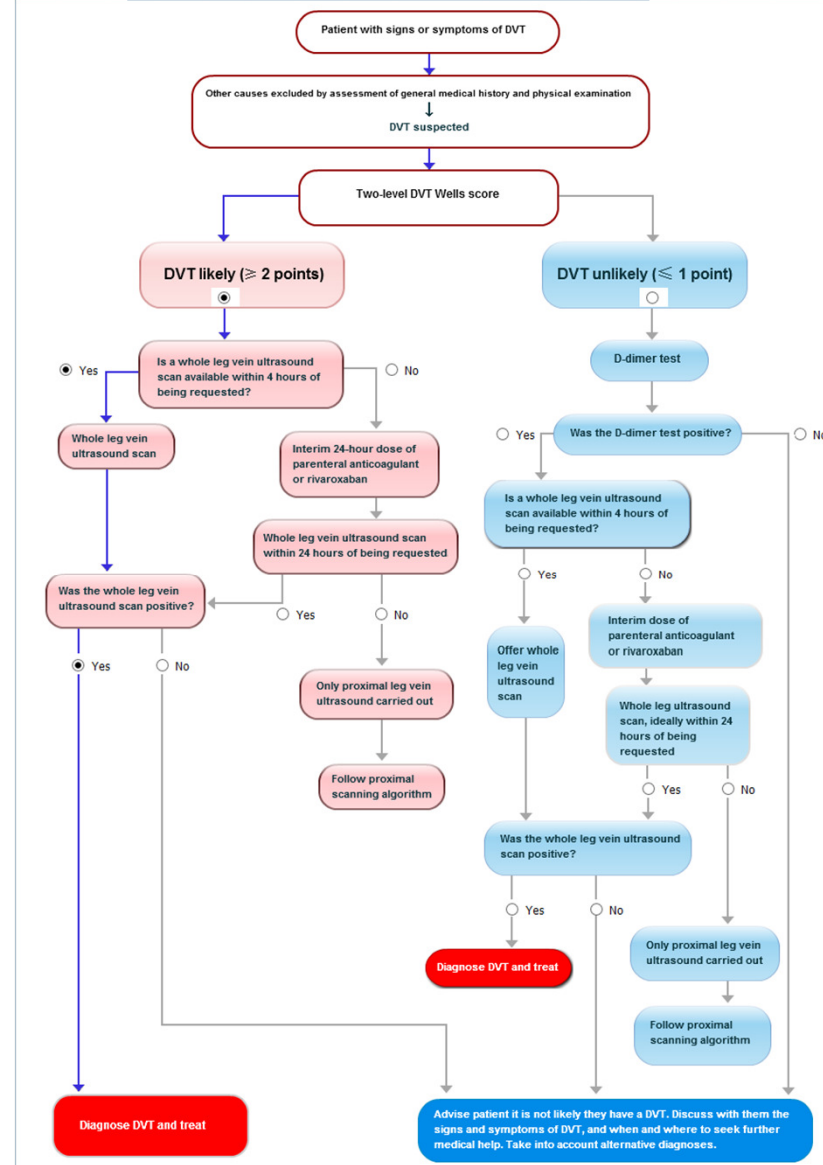 Patient with signs or symptoms of DVT
Other causes excluded by assessment of general medical history and physical examination
↓
DVT suspected
Two-level DVT Wells score
DVT likely (≥ 2 points)
DVT unlikely (≤ 1 point)
Is a whole leg vein ultrasound
scan available within 4 hours of
being requested?
Yes
No
D-dimer test
Whole leg vein
ultrasound scan
Interim 24-hour dose of
parenteral anticoagulant
or rivaroxaban
Yes
Was the D-dimer test positive?
No
Is a whole leg vein ultrasound
scan available within 4 hours of
being requested?
Whole leg vein ultrasound scan
within 24 hours of being requested
Was the whole leg vein
ultrasound scan positive?
Yes
No
Yes
No
Interim dose of
parenteral anticoagulant
or rivaroxaban
Offer whole
leg vein
ultrasound
scan
Yes
No
Only proximal leg vein
ultrasound carried out
Whole leg ultrasound
scan, ideally within 24
hours of being
requested
Follow proximal
scanning algorithm
Yes
No
Was the whole leg vein ultrasound
scan positive?
Yes
No
Only proximal leg vein
ultrasound carried out
Diagnose DVT and treat
Follow proximal
scanning algorithm
Diagnose DVT and treat
Advise patient it is not likely they have a DVT. Discuss with them the
signs and symptoms of DVT, and when and where to seek further
medical help. Take into account alternative diagnoses.